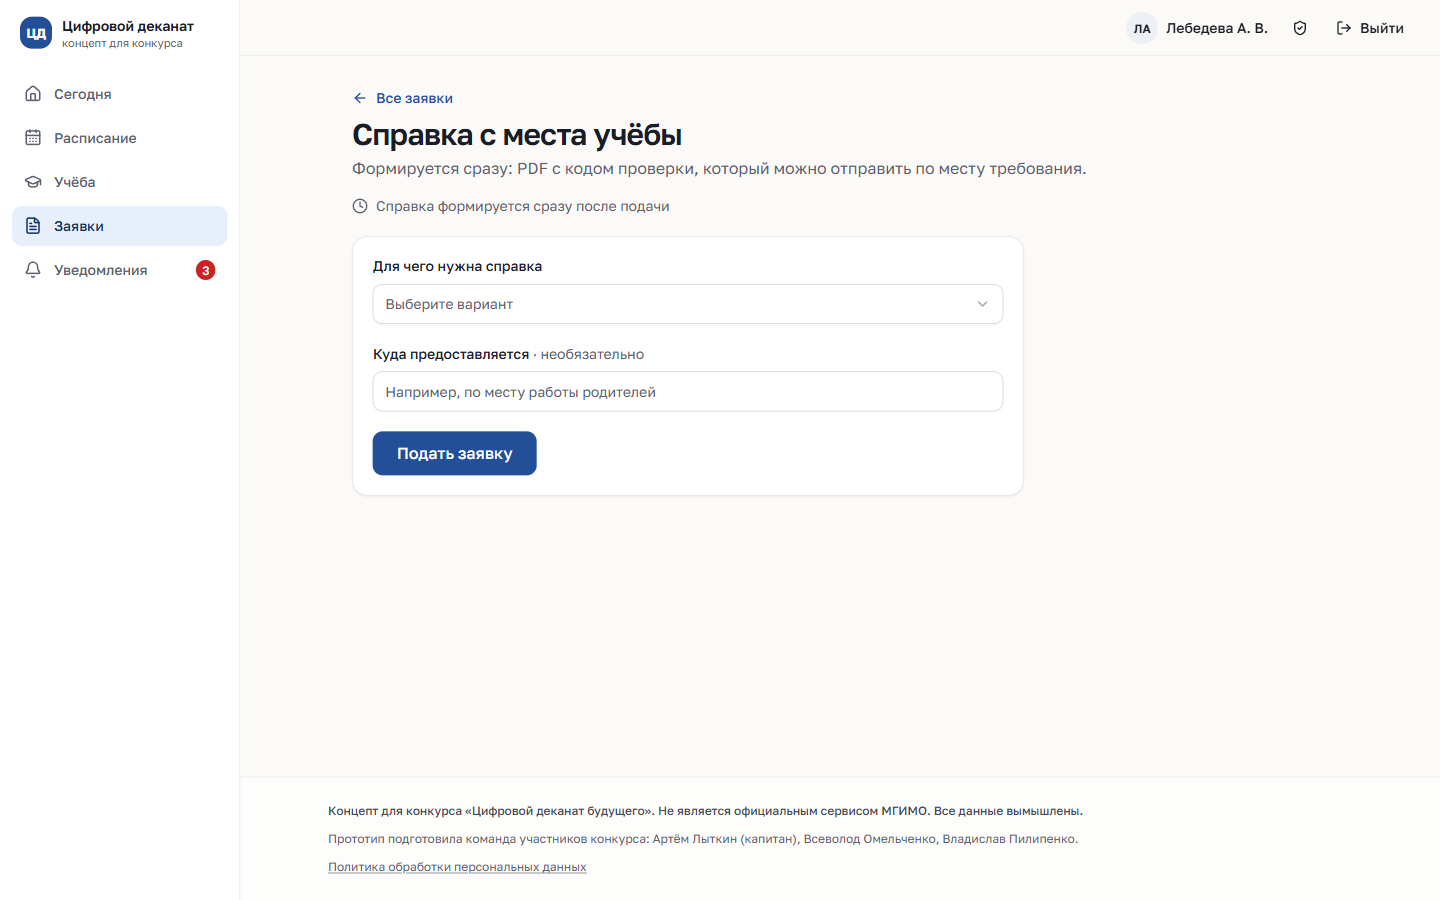 ЦД
Цифровой деканат
концепт для конкурса
Сегодня
Расписание
Учёба
Заявки
Уведомления 3
ЛА Лебедева А. В. Выйти
Все заявки
Справка с места учёбы
Формируется сразу: PDF с кодом проверки, который можно отправить по месту требования.
Справка формируется сразу после подачи
Для чего нужна справка
Выберите вариант
Куда предоставляется · необязательно
Например, по месту работы родителей
Подать заявку
Концепт для конкурса «Цифровой деканат будущего». Не является официальным сервисом МГИМО. Все данные вымышлены.
Прототип подготовила команда участников конкурса: Артём Лыткин (капитан), Всеволод Омельченко, Владислав Пилипенко.
Политика обработки персональных данных